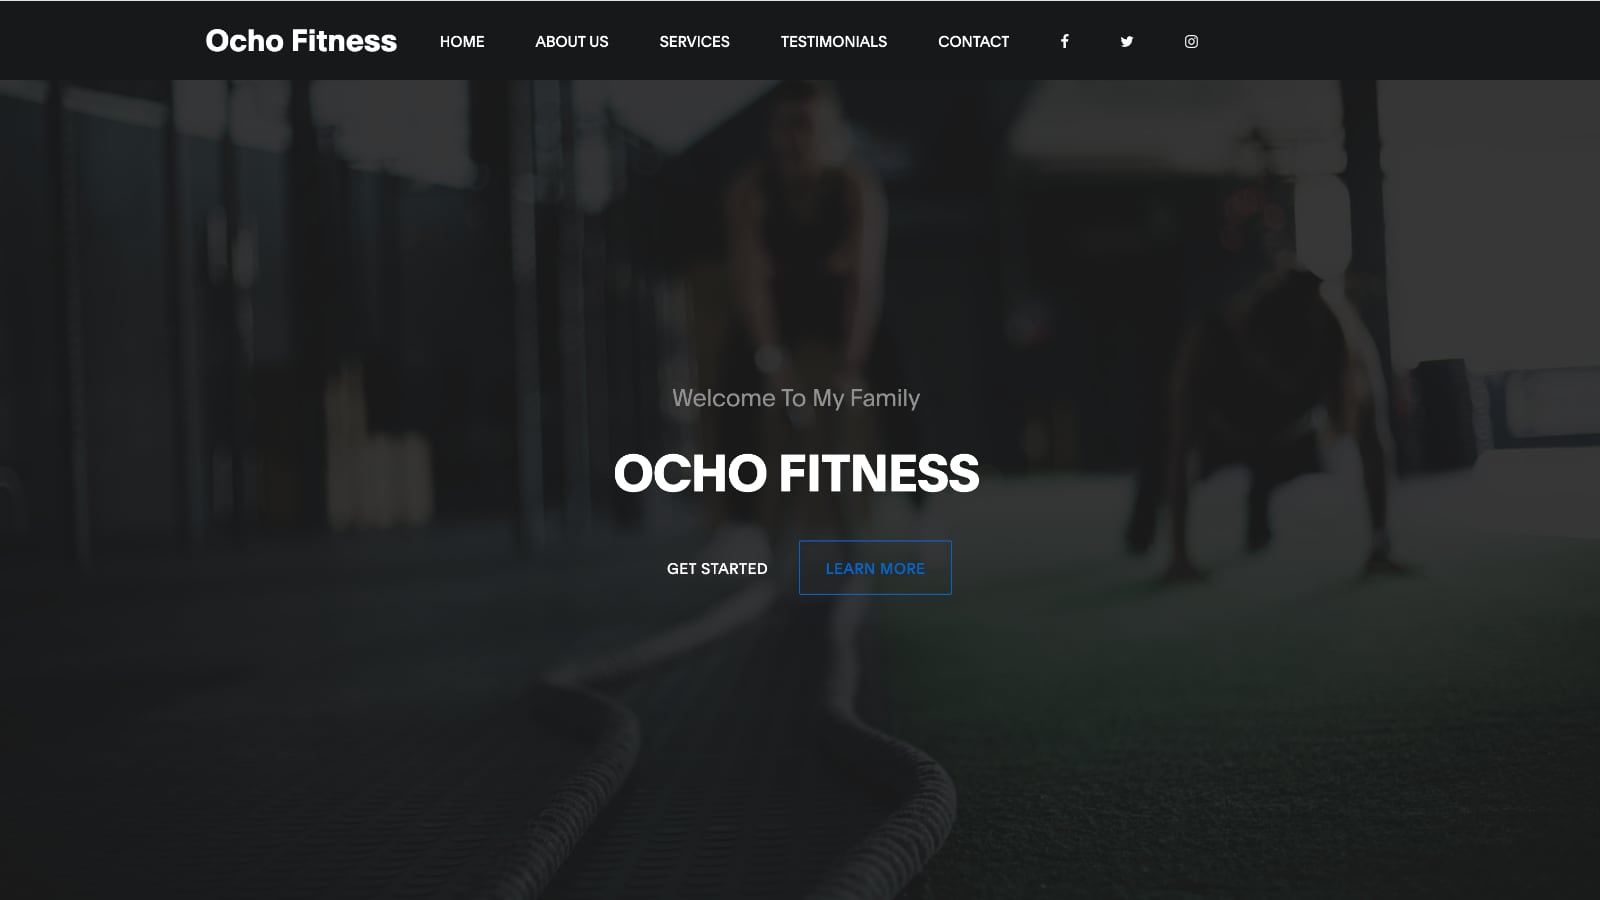 Ocho Fitness
HOME ABOUT US SERVICES TESTIMONIALS CONTACT
Welcome To My Family
OCHO FITNESS
GET STARTED LEARN MORE